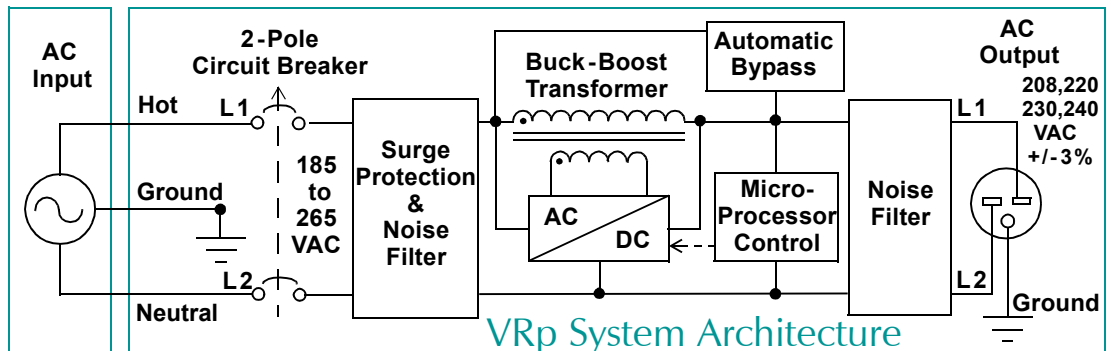 AC
Input
2-Pole
Circuit Breaker
Hot
L1
Ground
185
to
265
VAC
L2
Neutral
Surge
Protection
&
Noise
Filter
Buck-Boost
Transformer
Automatic
Bypass
AC
DC
Micro-
Processor
Control
Noise
Filter
AC
Output
208,220
230,240
VAC
+/-3%
L1
L2
Ground
VRp System Architecture